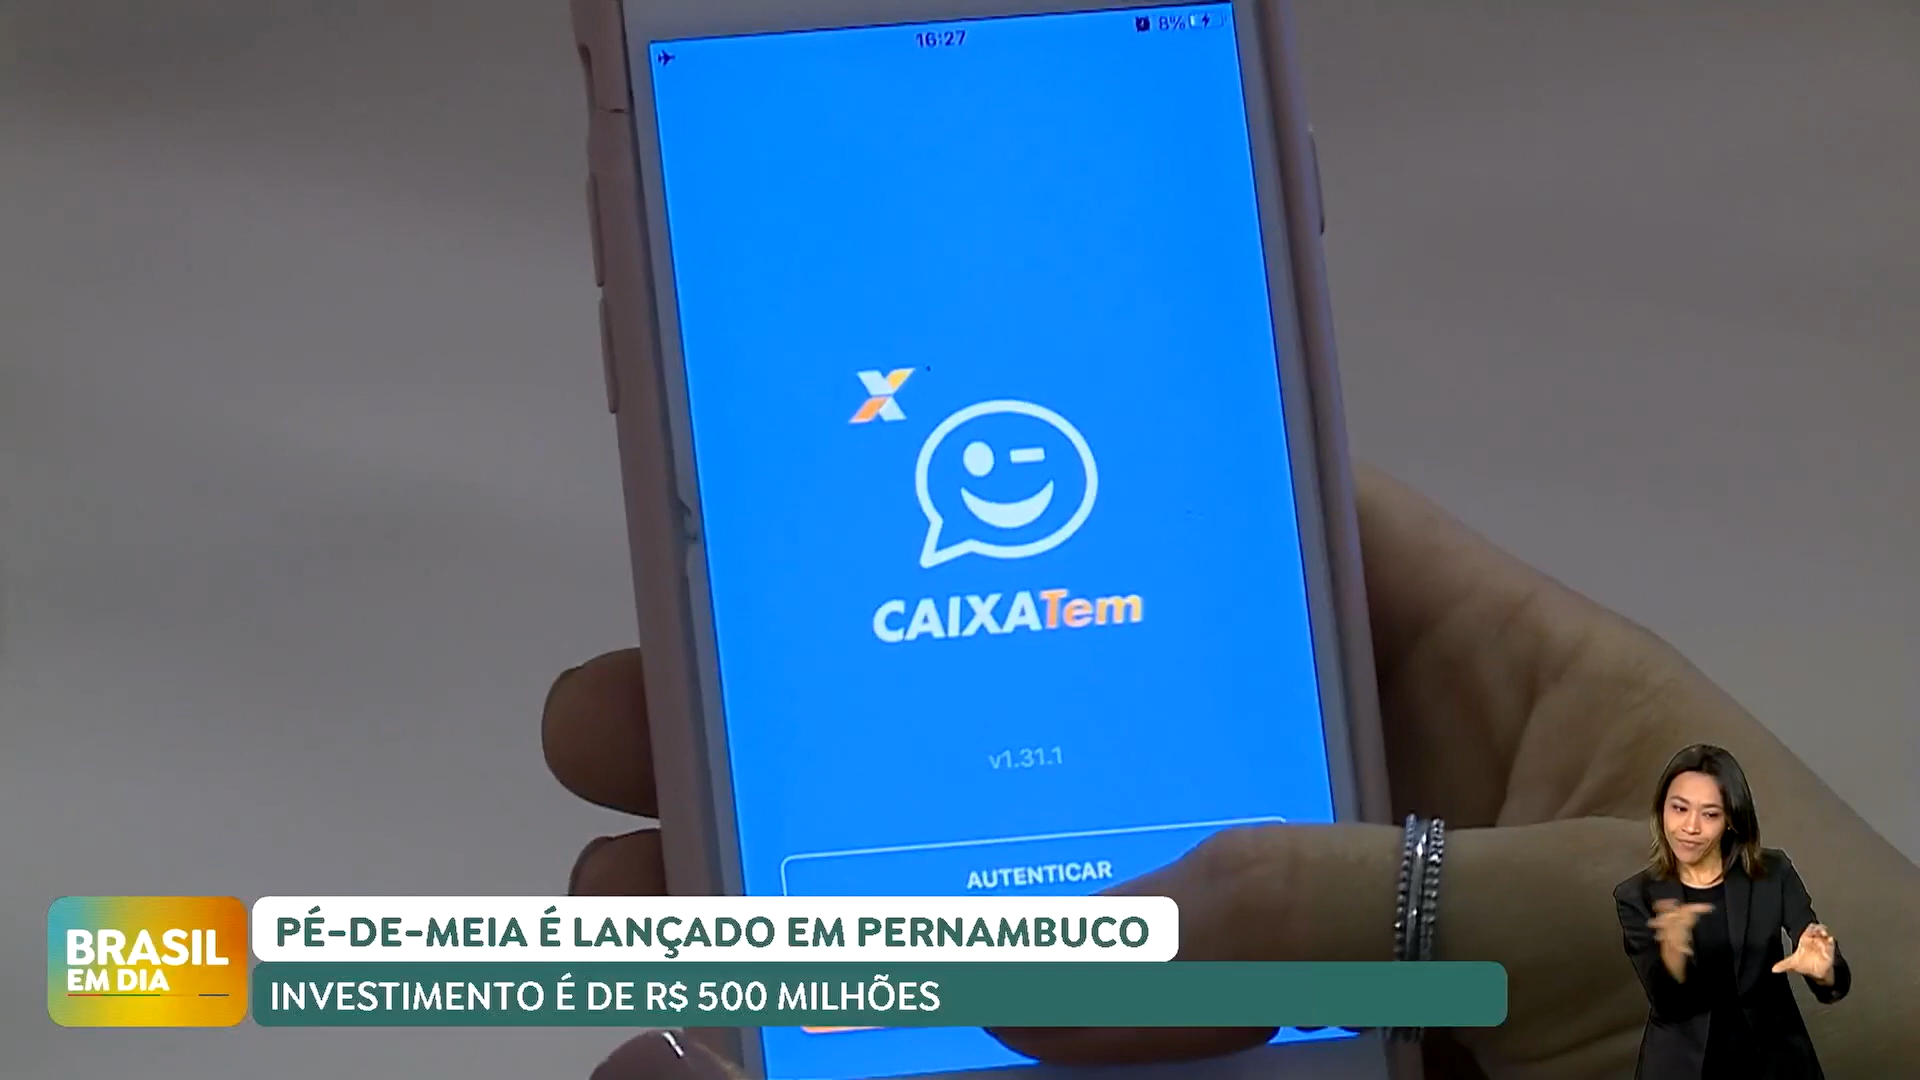 16:27
8%
CAIXATem
v1.31.1
AUTENTICAR
BRASIL
EM DIA
PÉ-DE-MEIA É LANÇADO EM PERNAMBUCO
INVESTIMENTO É DE R$ 500 MILHÕES